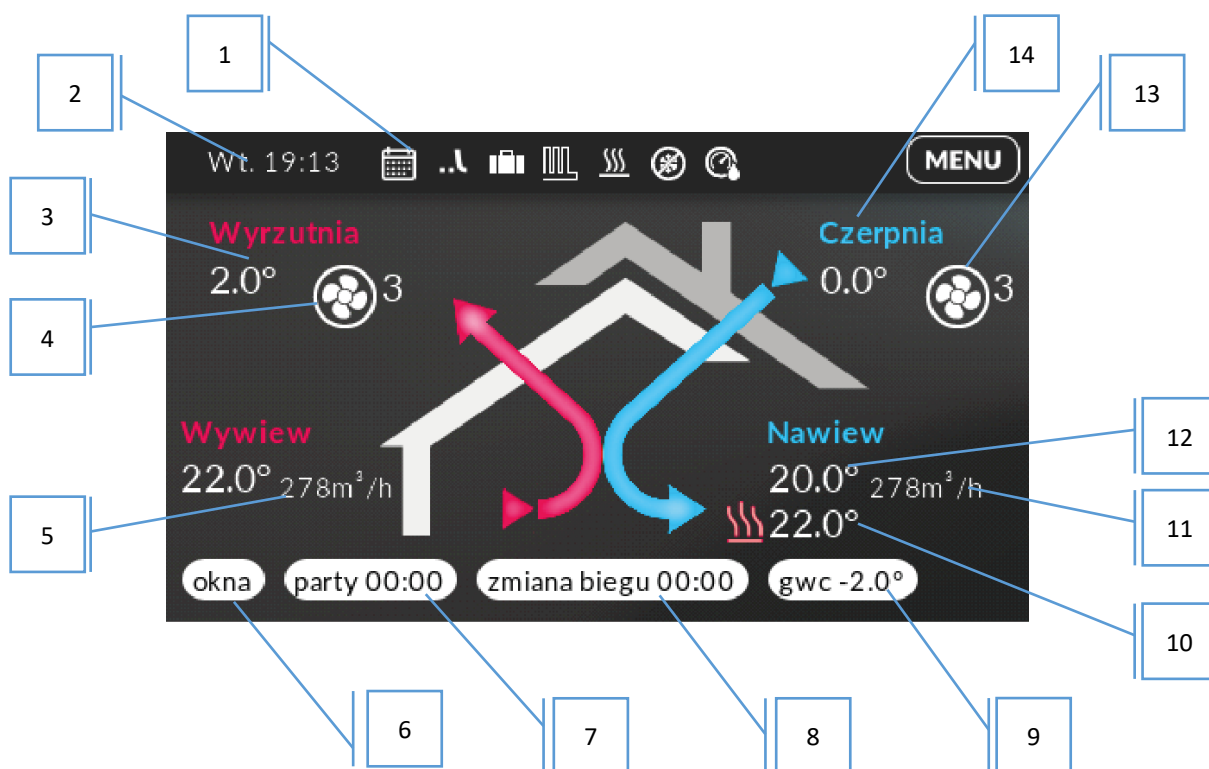 1
14
2
13
Wt. 19:13
MENU
3
Wyrzutnia
2.0°
3
Czerpnia
0.0°
3
4
Wywiew
22.0° 278m³/h
Nawiew
20.0° 278m³/h
22.0°
12
11
5
okna
party 00:00
zmiana biegu 00:00
gwc -2.0°
10
6
7
8
9